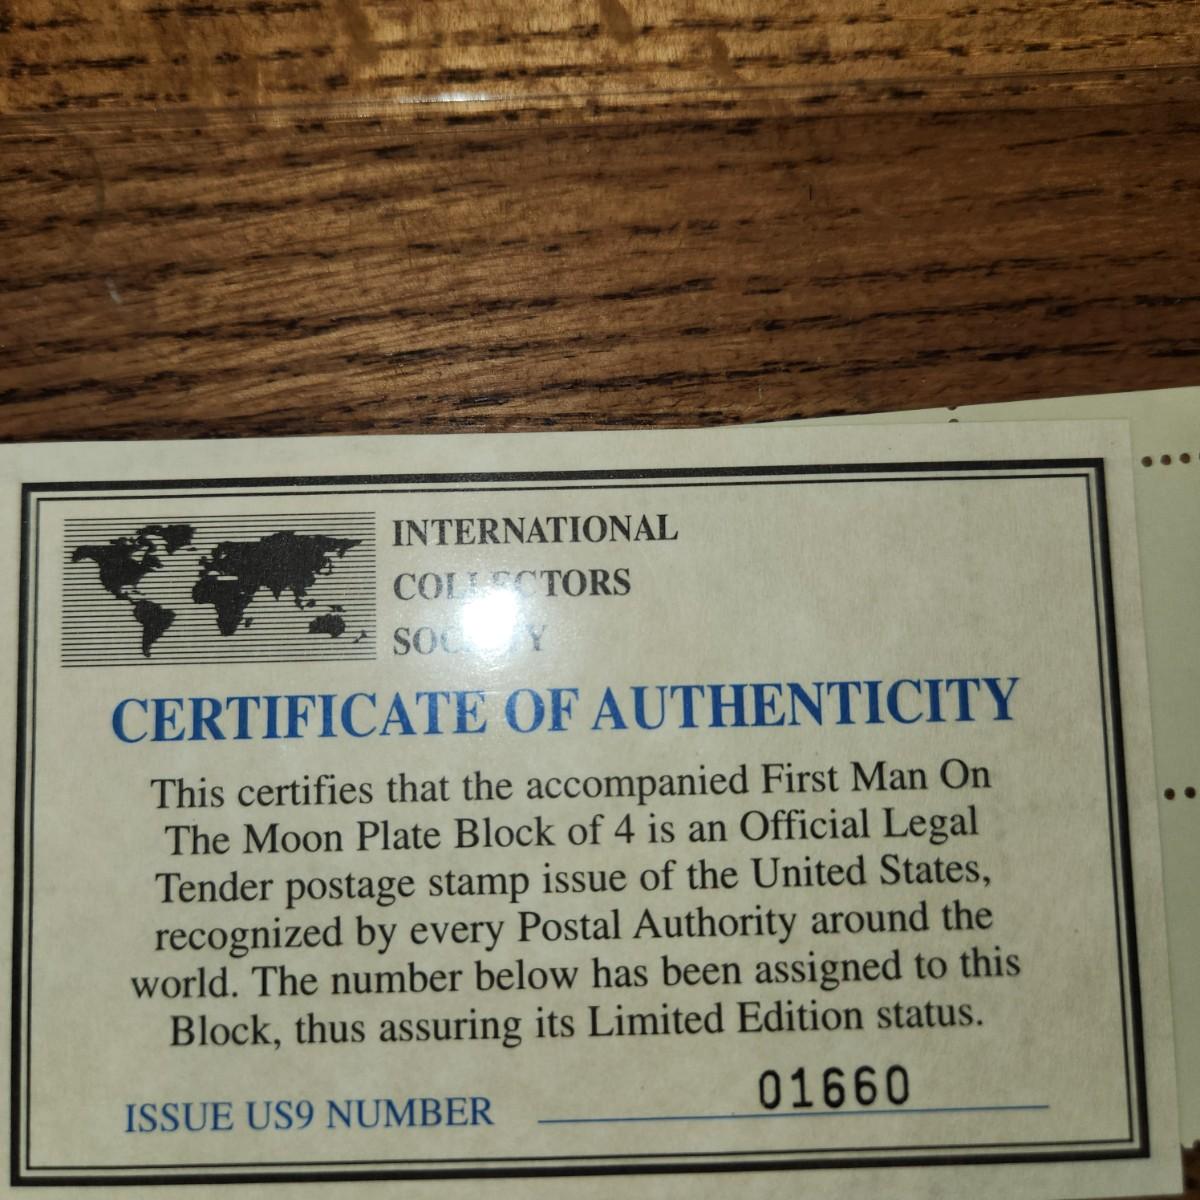 INTERNATIONAL
COLLECTORS
SOCIETY
CERTIFICATE OF AUTHENTICITY
This certifies that the accompanied First Man On
The Moon Plate Block of 4 is an Official Legal
Tender postage stamp issue of the United States,
recognized by every Postal Authority around the
world. The number below has been assigned to this
Block, thus assuring its Limited Edition status.
ISSUE US9 NUMBER 01660